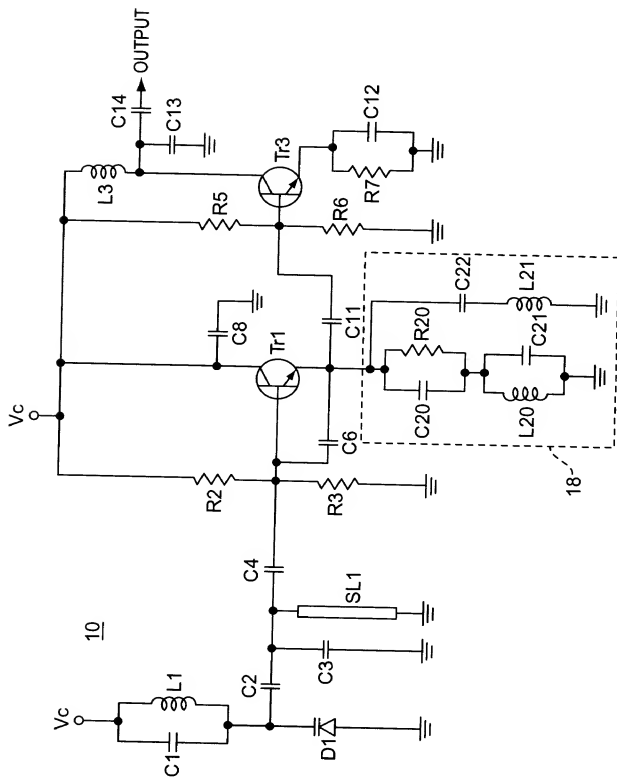 10
Vc
C1
L1
D1
C2
C3
SL1
C4
Vc
R2
R3
C6
Tr1
C8
C11
18
C20
R20
L20
C21
C22
L21
L3
R5
R6
Tr3
R7
C12
C13
C14
OUTPUT